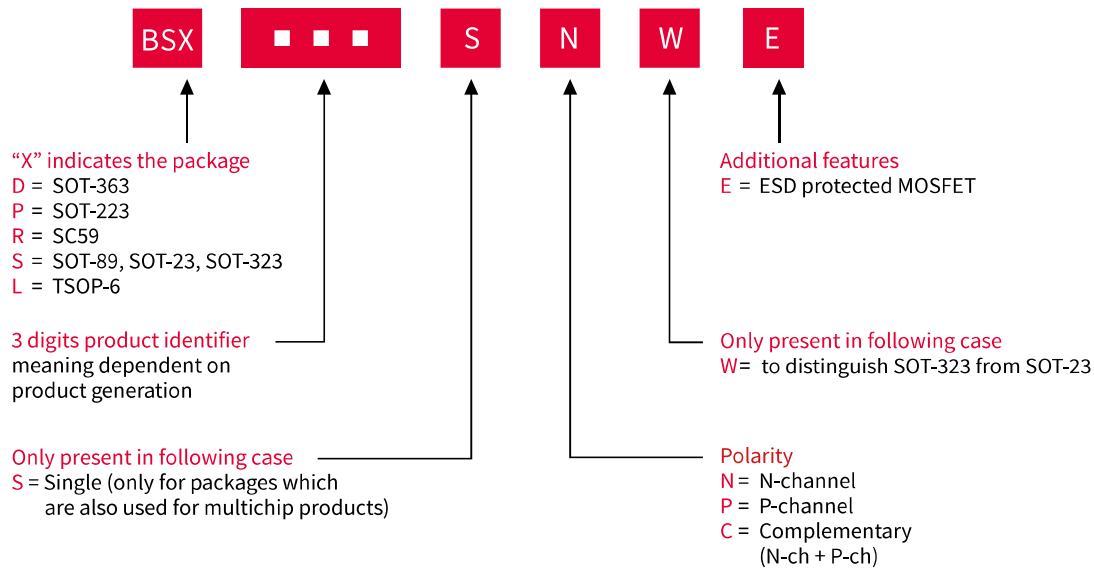 BSX S N W E
“X” indicates the package
D = SOT-363
P = SOT-223
R = SC59
S = SOT-89, SOT-23, SOT-323
L = TSOP-6
Additional features
E = ESD protected MOSFET
3 digits product identifier
meaning dependent on
product generation
Only present in following case
W= to distinguish SOT-323 from SOT-23
Only present in following case
S = Single (only for packages which
are also used for multichip products)
Polarity
N = N-channel
P = P-channel
C = Complementary
(N-ch + P-ch)